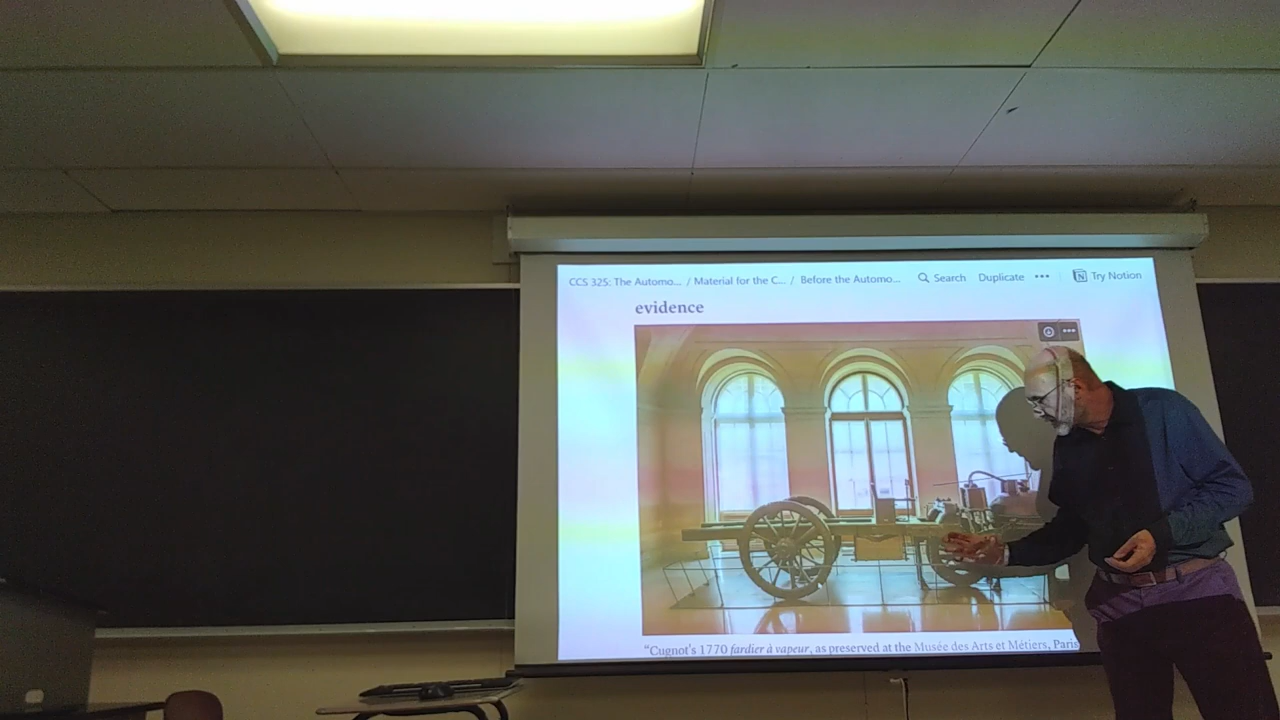 CCS 325: The Automo... / Material for the C... / Before the Automo... Search Duplicate ••• Try Notion
evidence
“Cugnot's 1770 fardier à vapeur, as preserved at the Musée des Arts et Métiers, Paris